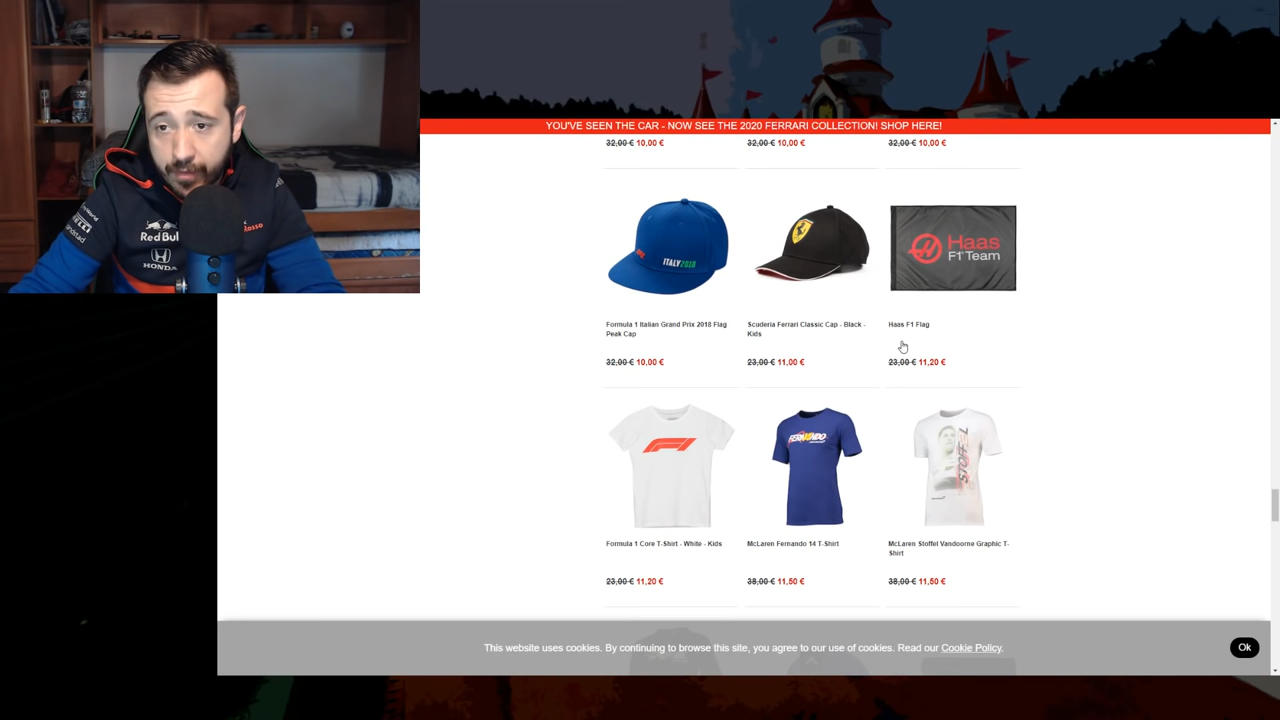 YOU'VE SEEN THE CAR - NOW SEE THE 2020 FERRARI COLLECTION! SHOP HERE!
32,00 € 10,00 €
32,00 € 10,00 €
32,00 € 10,00 €
Red Bul
Rosso
HONDA
ITALY2018
Haas
F1 Team
Formula 1 Italian Grand Prix 2018 Flag
Peak Cap
Scuderia Ferrari Classic Cap - Black -
Kids
Haas F1 Flag
32,00 € 10,00 €
23,00 € 11,00 €
23,00 € 11,20 €
FERNANDO
STOFFEL
Formula 1 Core T-Shirt - White - Kids
McLaren Fernando 14 T-Shirt
McLaren Stoffel Vandoorne Graphic T-
Shirt
23,00 € 11,20 €
38,00 € 11,50 €
38,00 € 11,50 €
This website uses cookies. By continuing to browse this site, you agree to our use of cookies. Read our Cookie Policy.
Ok